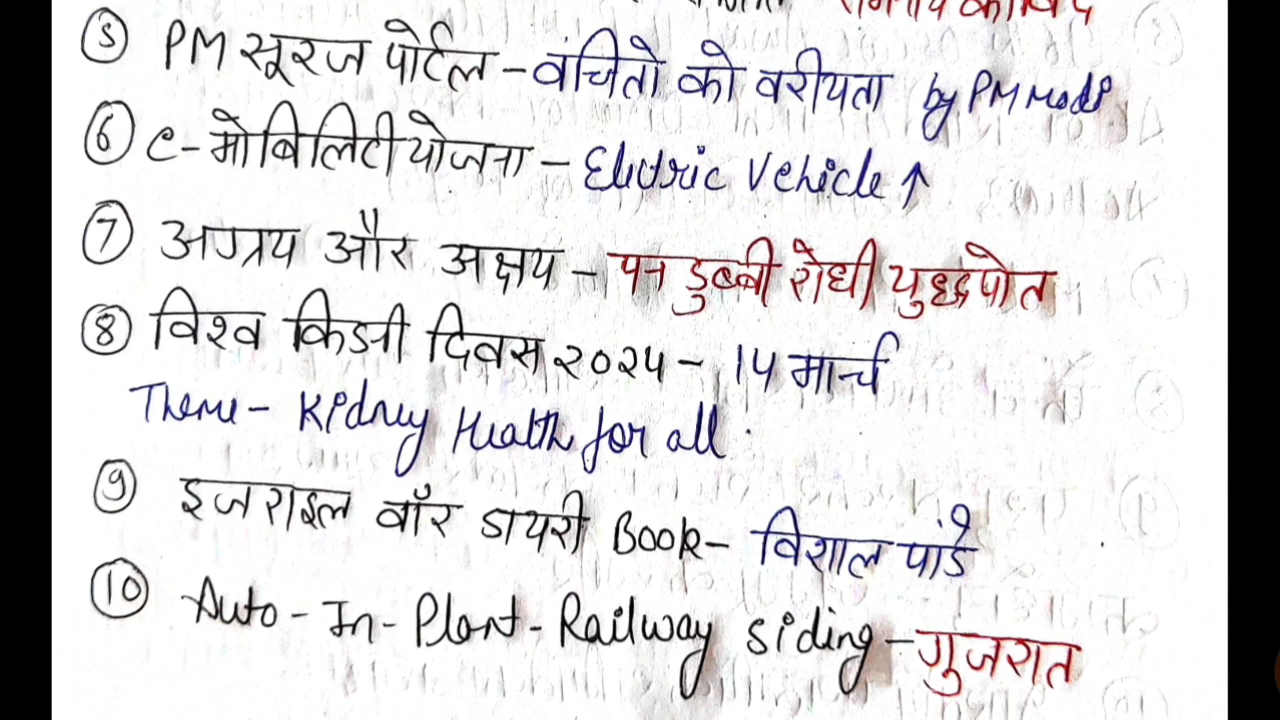 ⑤ PM सूरज पोर्टल - वंचितो को वरीयता by PM Modi
⑥ e-मोबिलिटी योजना - Electric Vehicle ↑
⑦ अग्रय और अक्षय - पनडुब्बी रोधी युद्धपोत
⑧ विश्व किडनी दिवस २०२४ - 14 मार्च
Theme - Kidney Health for all.
⑨ इजराइल वॉर डायरी Book - विशाल पांडे
⑩ Auto-In-Plant-Railway siding - गुजरात